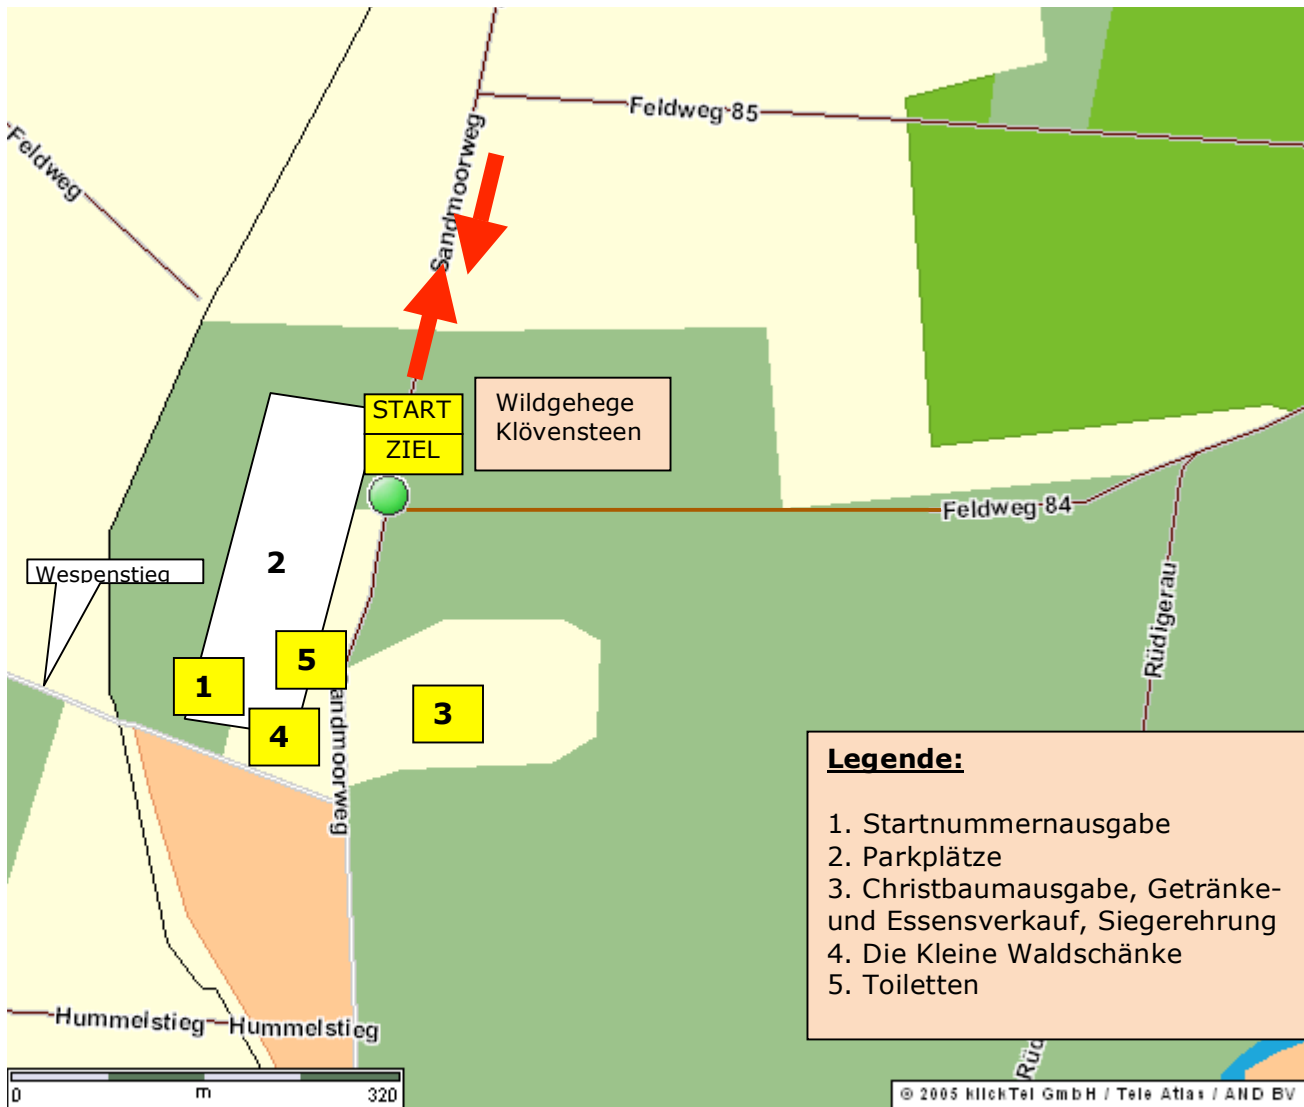 Feldweg 85
Feldweg
Sandmoorweg
START
ZIEL
Wildgehege
Klövensteen
Feldweg 84
2
Wespenstieg
Rüdigerau
5
1
3
4
andmoorweg
Legende:
1. Startnummernausgabe
2. Parkplätze
3. Christbaumausgabe, Getränke-
und Essensverkauf, Siegerehrung
4. Die Kleine Waldschänke
5. Toiletten
Hummelstieg
Hummelstieg
Rüd
0 m 320
© 2005 klickTel GmbH / Tele Atlas / AND BV